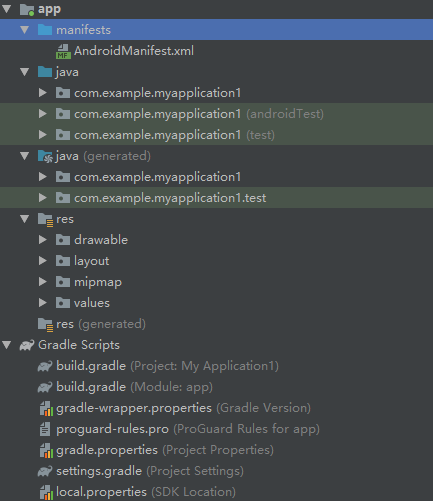 app
manifests
AndroidManifest.xml
java
com.example.myapplication1
com.example.myapplication1 (androidTest)
com.example.myapplication1 (test)
java (generated)
com.example.myapplication1
com.example.myapplication1.test
res
drawable
layout
mipmap
values
res (generated)
Gradle Scripts
build.gradle (Project: My Application1)
build.gradle (Module: app)
gradle-wrapper.properties (Gradle Version)
proguard-rules.pro (ProGuard Rules for app)
gradle.properties (Project Properties)
settings.gradle (Project Settings)
local.properties (SDK Location)